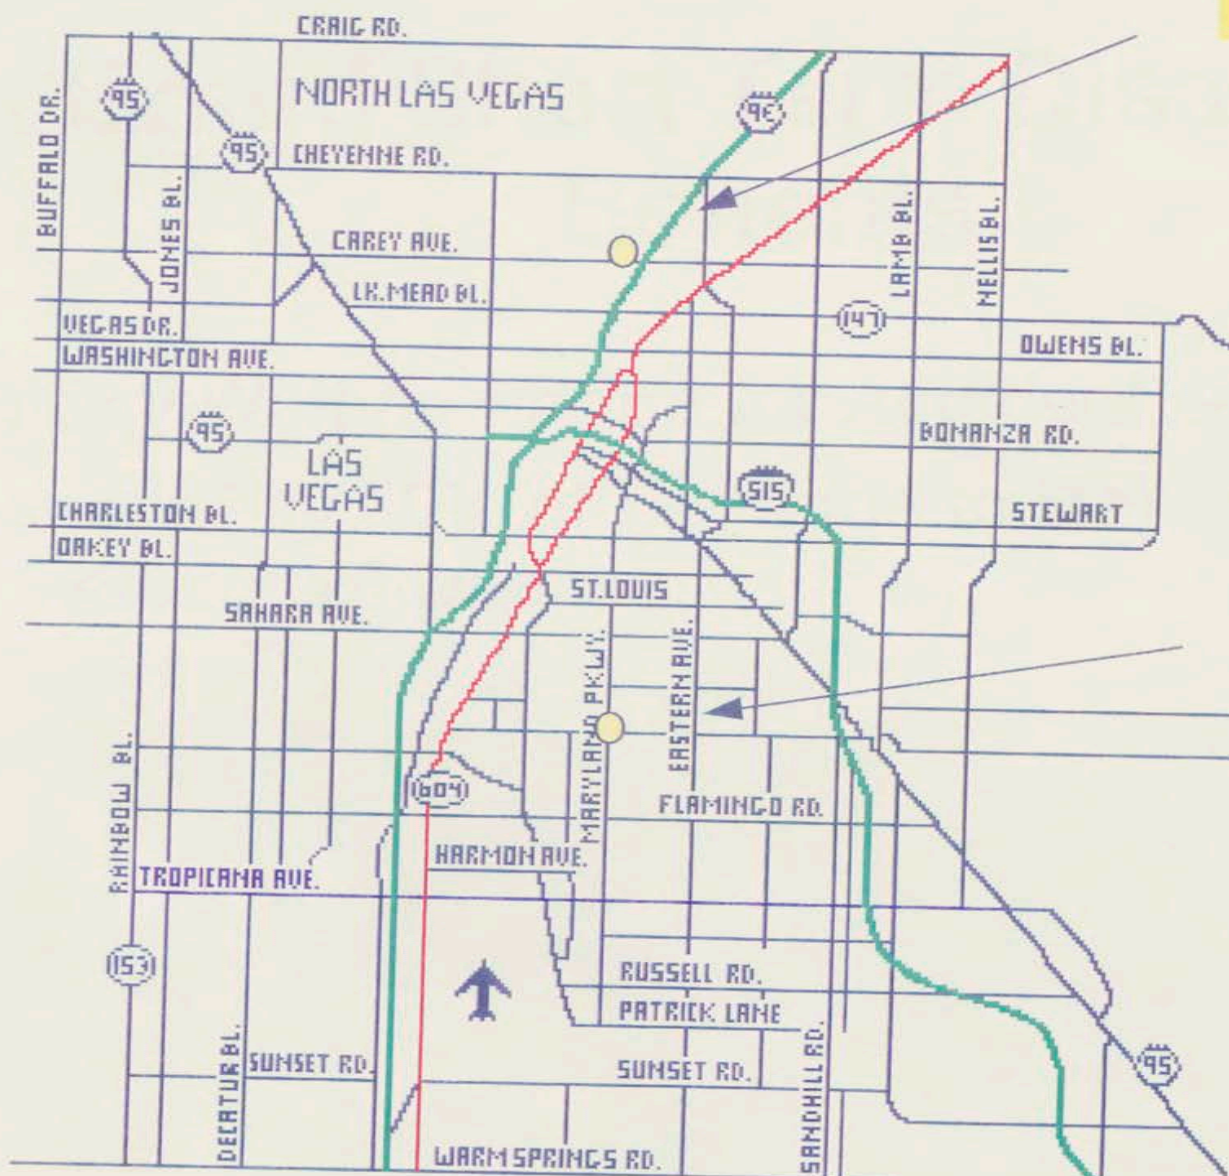 CRAIG RD.
95
NORTH LAS VEGAS
BUFFALO DR.
95
CHEYENNE RD.
JONES BL.
CAREY AVE.
LAMB BL.
NELLIS BL.
LK.MEAD BL.
147
VEGAS DR.
WASHINGTON AVE.
OWENS BL.
95
BONANZA RD.
LAS
VEGAS
515
CHARLESTON BL.
STEWART
OAKEY BL.
ST.LOUIS
SAHARA AVE.
MARYLAND PKWY.
EASTERN AVE.
RAINBOW BL.
604
FLAMINGO RD.
HARMON AVE.
TROPICANA AVE.
153
RUSSELL RD.
PATRICK LANE
DECATUR BL.
SUNSET RD.
SUNSET RD.
SANDHILL RD.
95
WARM SPRINGS RD.